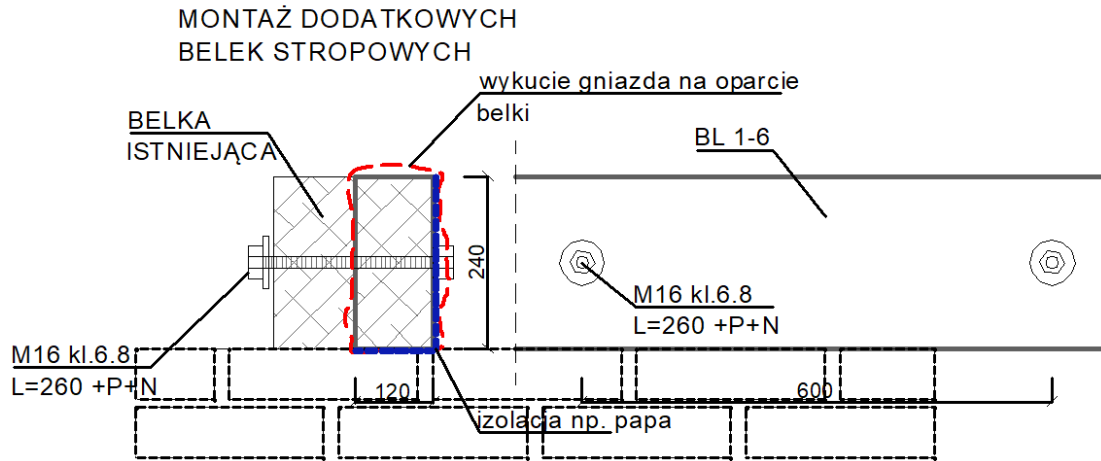 MONTAŻ DODATKOWYCH
BELEK STROPOWYCH
wykucie gniazda na oparcie
belki
BELKA
ISTNIEJĄCA
BL 1-6
240
M16 kl.6.8
L=260 +P+N
M16 kl.6.8
L=260 +P+N
120
600
izolacja np. papa